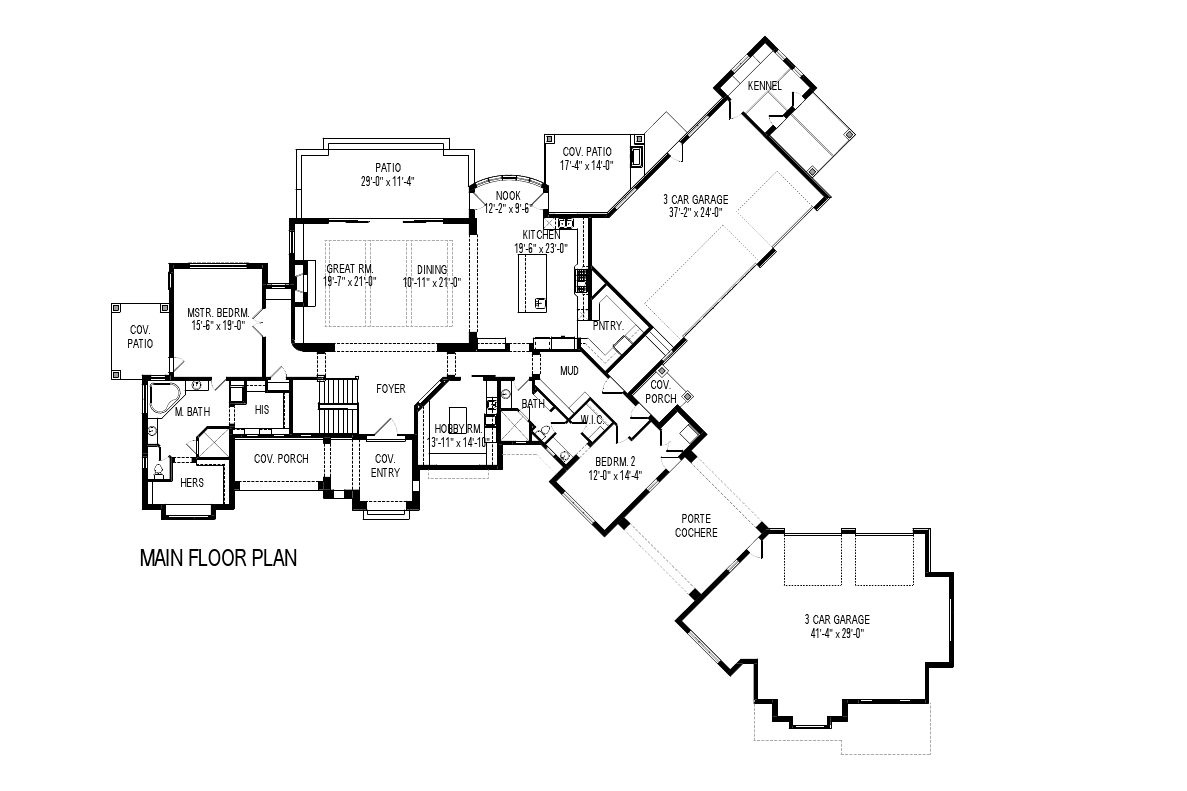 KENNEL
COV. PATIO
17'-4" x 14'-0"
PATIO
29'-0" x 11'-4"
NOOK
12'-2" x 9'-6"
3 CAR GARAGE
37'-2" x 24'-0"
KITCHEN
19'-6" x 23'-0"
GREAT RM.
19'-7" x 21'-0"
DINING
10'-11" x 21'-0"
MSTR. BEDRM.
15'-6" x 19'-0"
COV.
PATIO
PNTRY.
MUD
FOYER
COV.
PORCH
M. BATH
HIS
BATH
W.I.C.
HOBBY RM.
13'-11" x 14'-10"
COV. PORCH
COV.
ENTRY
BEDRM. 2
12'-0" x 14'-4"
HERS
PORTE
COCHERE
MAIN FLOOR PLAN
3 CAR GARAGE
41'-4" x 29'-0"